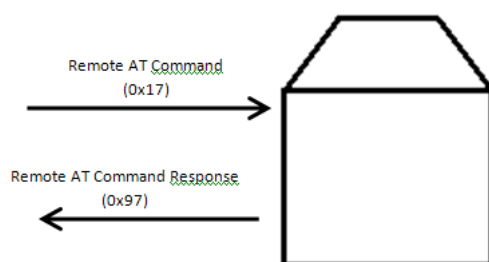 Remote AT Command
(0x17)
Remote AT Command Response
(0x97)